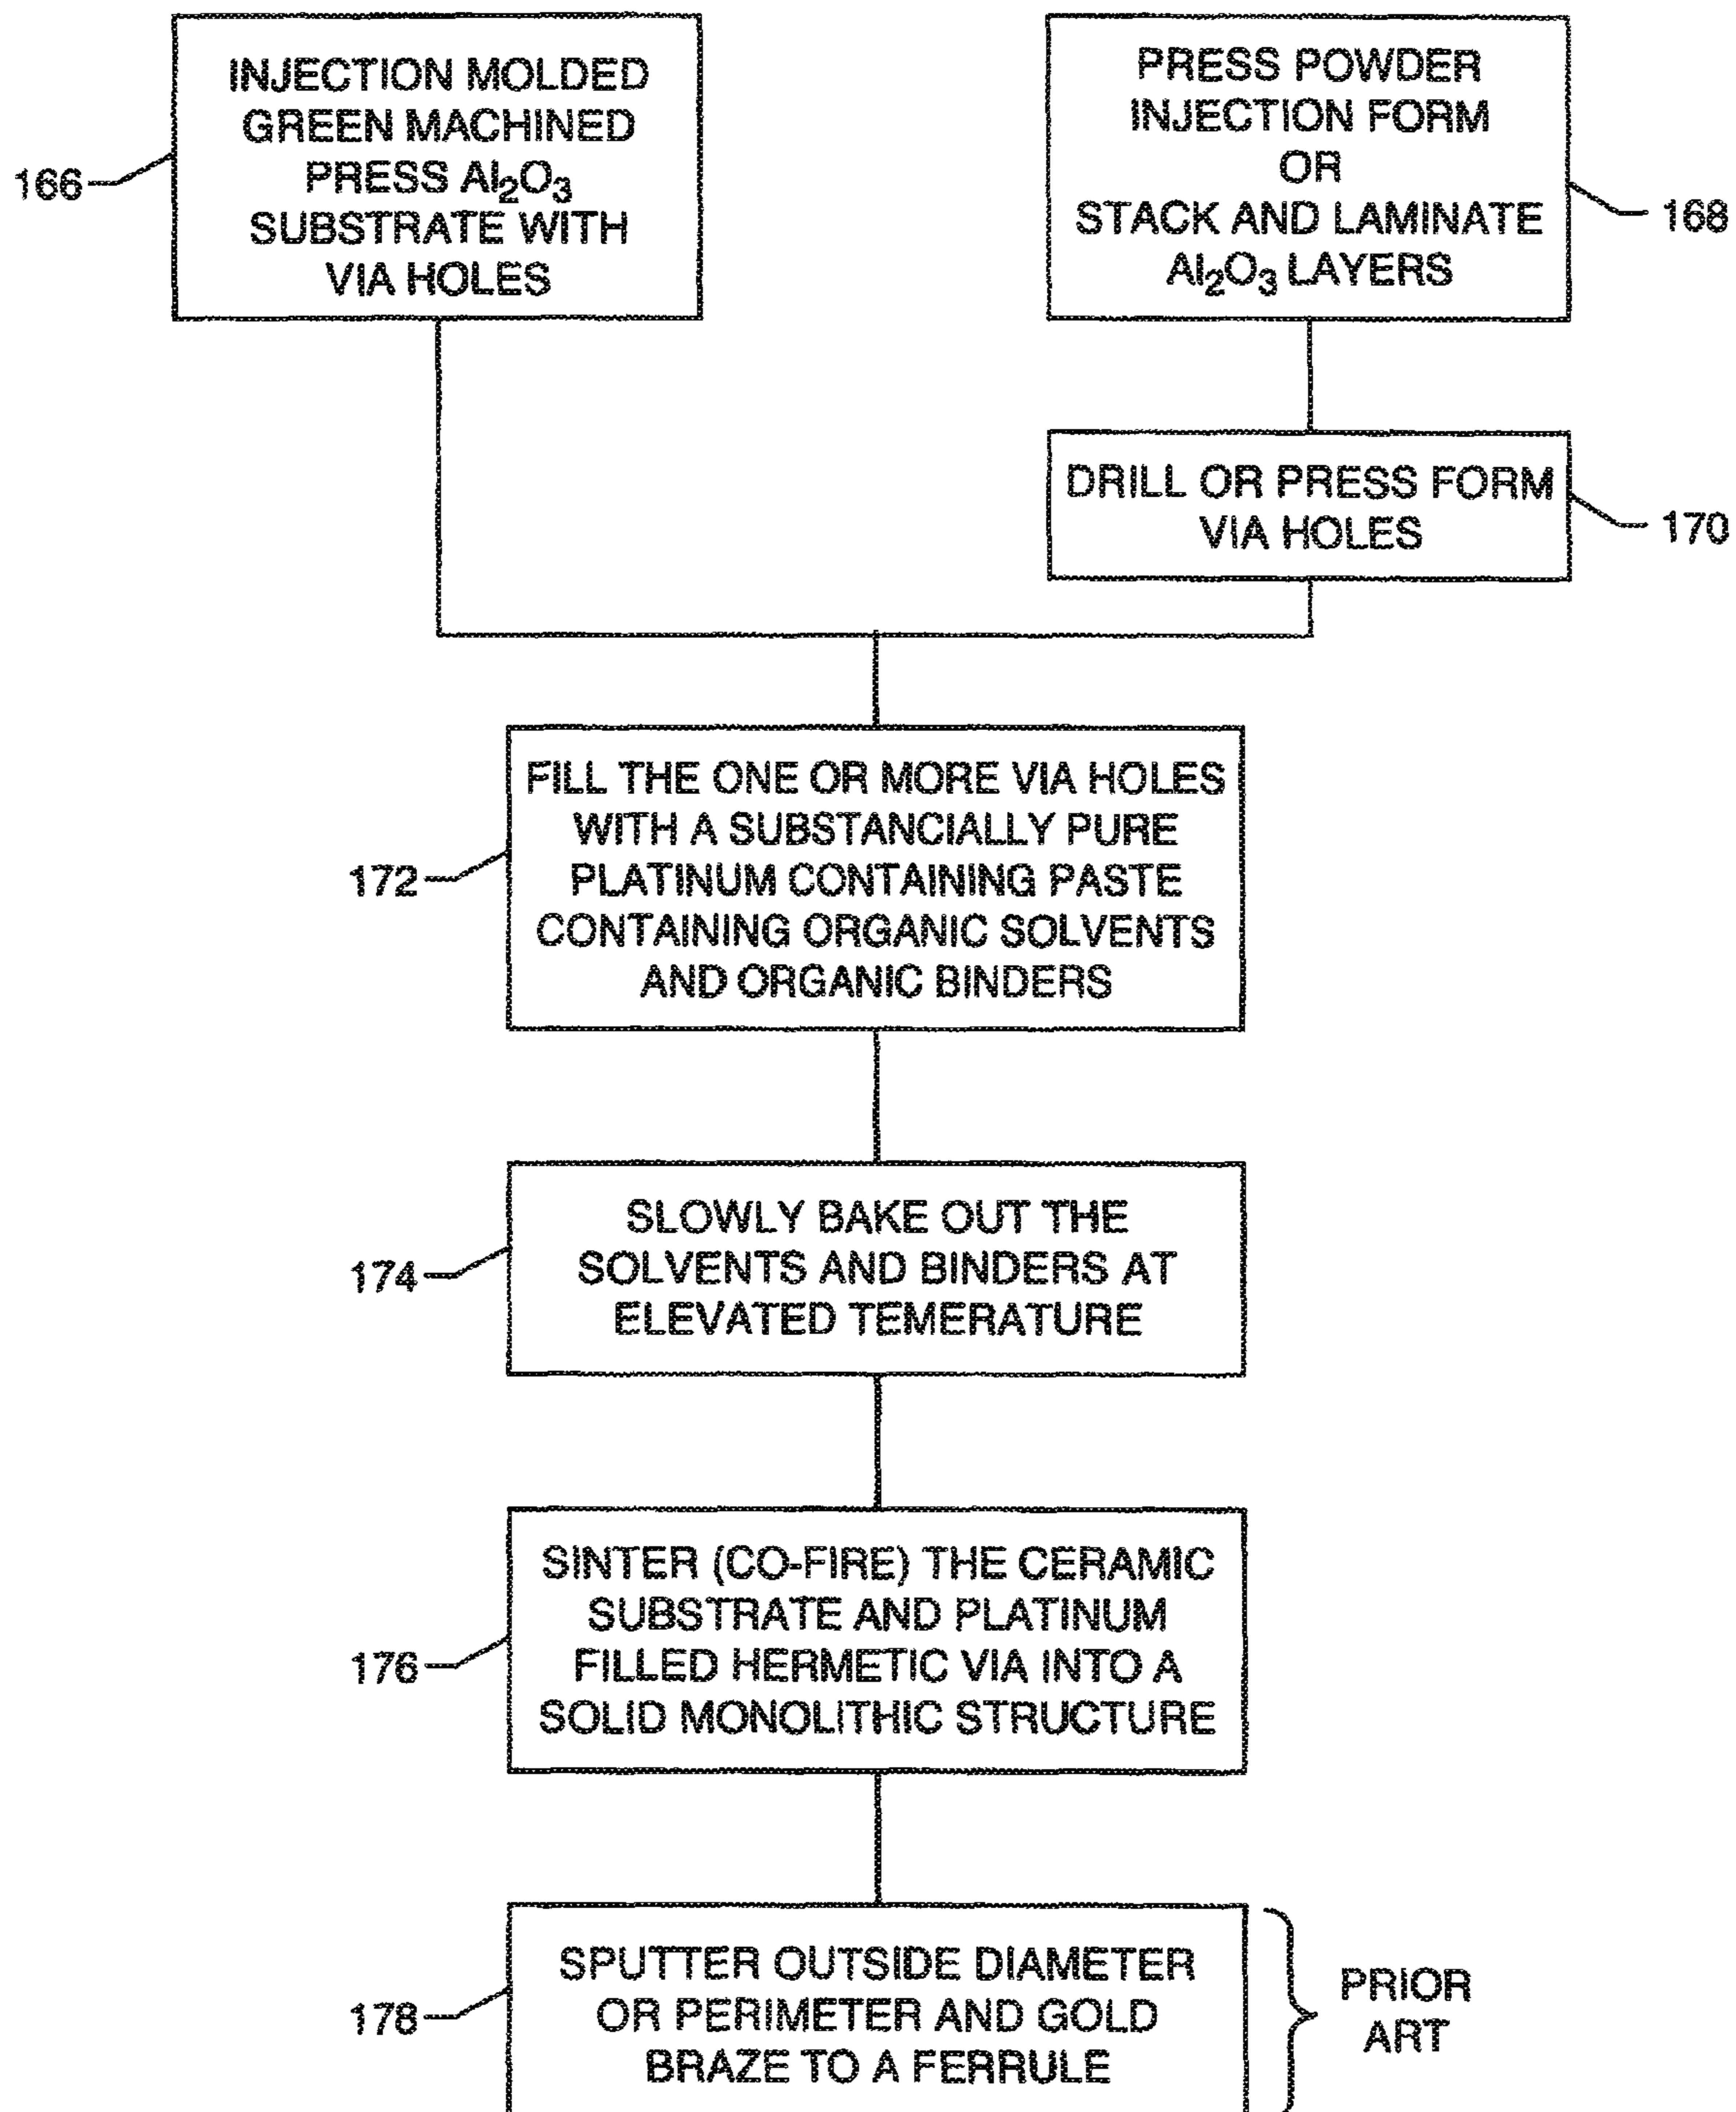 INJECTION MOLDED
GREEN MACHINED
PRESS Al₂O₃
SUBSTRATE WITH
VIA HOLES
166
PRESS POWDER
INJECTION FORM
OR
STACK AND LAMINATE
Al₂O₃ LAYERS
168
DRILL OR PRESS FORM
VIA HOLES
170
FILL THE ONE OR MORE VIA HOLES
WITH A SUBSTANCIALLY PURE
PLATINUM CONTAINING PASTE
CONTAINING ORGANIC SOLVENTS
AND ORGANIC BINDERS
172
SLOWLY BAKE OUT THE
SOLVENTS AND BINDERS AT
ELEVATED TEMERATURE
174
SINTER (CO-FIRE) THE CERAMIC
SUBSTRATE AND PLATINUM
FILLED HERMETIC VIA INTO A
SOLID MONOLITHIC STRUCTURE
176
SPUTTER OUTSIDE DIAMETER
OR PERIMETER AND GOLD
BRAZE TO A FERRULE
178
PRIOR
ART